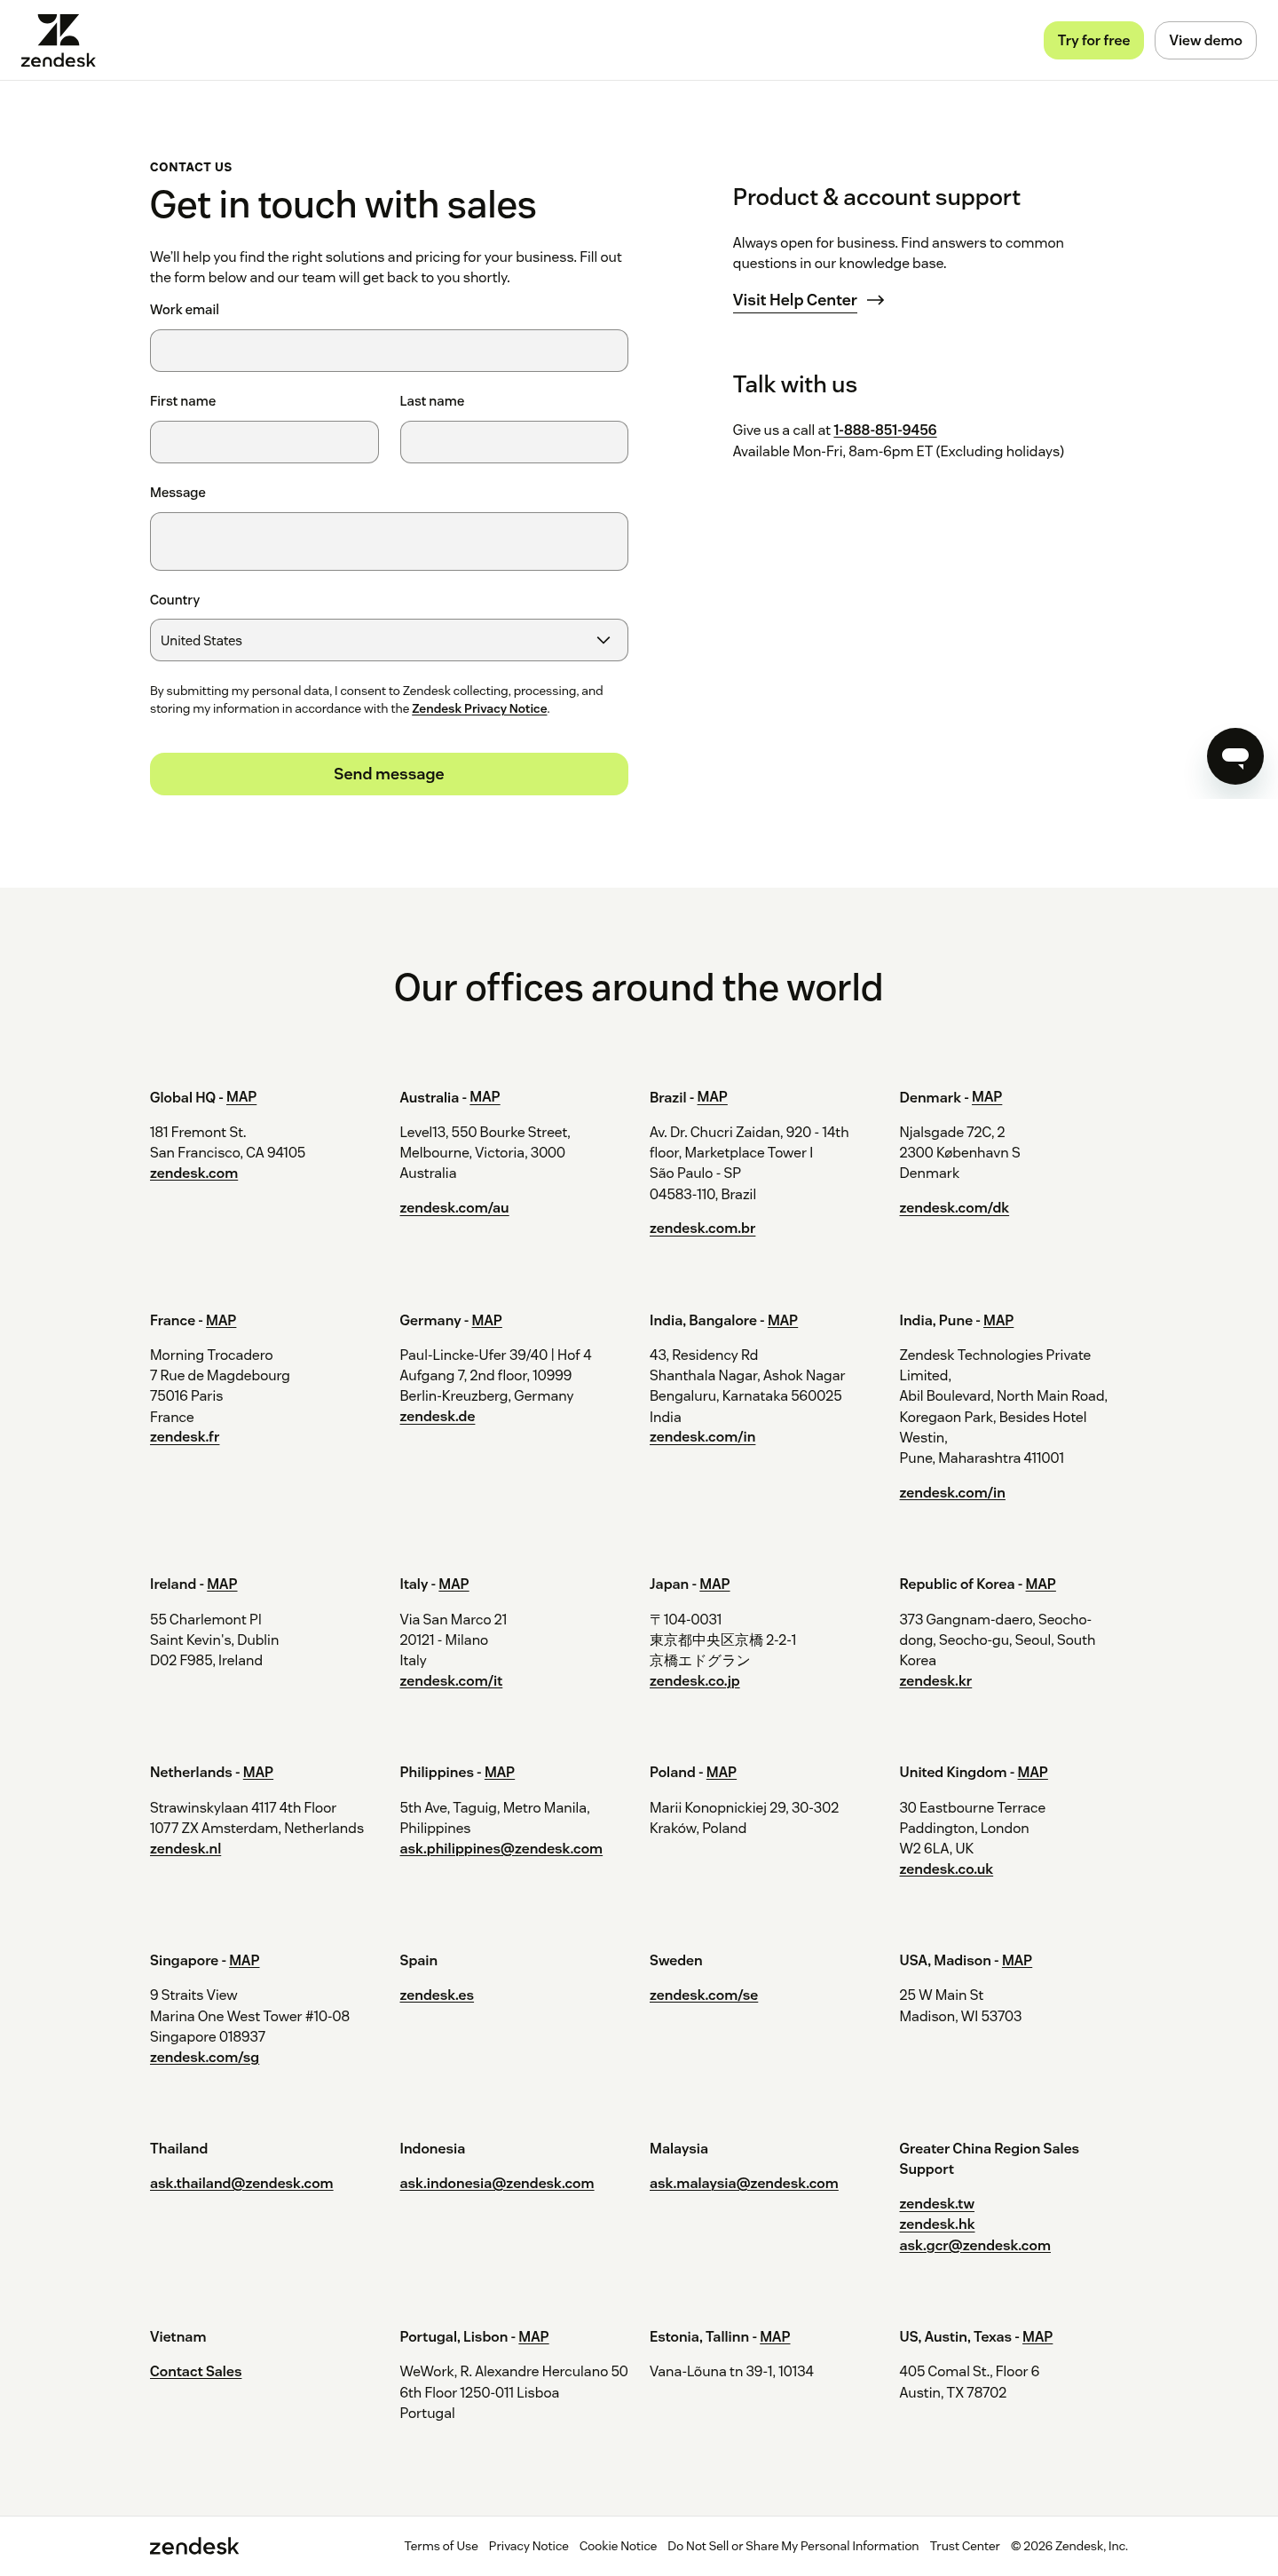 zendesk
Try for free
View demo
CONTACT US
Get in touch with sales
We'll help you find the right solutions and pricing for your business. Fill out
the form below and our team will get back to you shortly.
Work email
First name
Last name
Message
Country
United States
By submitting my personal data, I consent to Zendesk collecting, processing, and
storing my information in accordance with the Zendesk Privacy Notice.
Send message
Product & account support
Always open for business. Find answers to common
questions in our knowledge base.
Visit Help Center
Talk with us
Give us a call at 1-888-851-9456
Available Mon-Fri, 8am-6pm ET (Excluding holidays)
Our offices around the world
Global HQ - MAP
181 Fremont St.
San Francisco, CA 94105
zendesk.com
Australia - MAP
Level13, 550 Bourke Street,
Melbourne, Victoria, 3000
Australia
zendesk.com/au
Brazil - MAP
Av. Dr. Chucri Zaidan, 920 - 14th
floor, Marketplace Tower I
São Paulo - SP
04583-110, Brazil
zendesk.com.br
Denmark - MAP
Njalsgade 72C, 2
2300 København S
Denmark
zendesk.com/dk
France - MAP
Morning Trocadero
7 Rue de Magdebourg
75016 Paris
France
zendesk.fr
Germany - MAP
Paul-Lincke-Ufer 39/40 | Hof 4
Aufgang 7, 2nd floor, 10999
Berlin-Kreuzberg, Germany
zendesk.de
India, Bangalore - MAP
43, Residency Rd
Shanthala Nagar, Ashok Nagar
Bengaluru, Karnataka 560025
India
zendesk.com/in
India, Pune - MAP
Zendesk Technologies Private
Limited,
Abil Boulevard, North Main Road,
Koregaon Park, Besides Hotel
Westin,
Pune, Maharashtra 411001
zendesk.com/in
Ireland - MAP
55 Charlemont Pl
Saint Kevin's, Dublin
D02 F985, Ireland
Italy - MAP
Via San Marco 21
20121 - Milano
Italy
zendesk.com/it
Japan - MAP
〒104-0031
東京都中央区京橋 2-2-1
京橋エドグラン
zendesk.co.jp
Republic of Korea - MAP
373 Gangnam-daero, Seocho-
dong, Seocho-gu, Seoul, South
Korea
zendesk.kr
Netherlands - MAP
Strawinskylaan 4117 4th Floor
1077 ZX Amsterdam, Netherlands
zendesk.nl
Philippines - MAP
5th Ave, Taguig, Metro Manila,
Philippines
ask.philippines@zendesk.com
Poland - MAP
Marii Konopnickiej 29, 30-302
Kraków, Poland
United Kingdom - MAP
30 Eastbourne Terrace
Paddington, London
W2 6LA, UK
zendesk.co.uk
Singapore - MAP
9 Straits View
Marina One West Tower #10-08
Singapore 018937
zendesk.com/sg
Spain
zendesk.es
Sweden
zendesk.com/se
USA, Madison - MAP
25 W Main St
Madison, WI 53703
Thailand
ask.thailand@zendesk.com
Indonesia
ask.indonesia@zendesk.com
Malaysia
ask.malaysia@zendesk.com
Greater China Region Sales
Support
zendesk.tw
zendesk.hk
ask.gcr@zendesk.com
Vietnam
Contact Sales
Portugal, Lisbon - MAP
WeWork, R. Alexandre Herculano 50
6th Floor 1250-011 Lisboa
Portugal
Estonia, Tallinn - MAP
Vana-Lõuna tn 39-1, 10134
US, Austin, Texas - MAP
405 Comal St., Floor 6
Austin, TX 78702
zendesk
Terms of Use Privacy Notice Cookie Notice Do Not Sell or Share My Personal Information Trust Center © 2026 Zendesk, Inc.